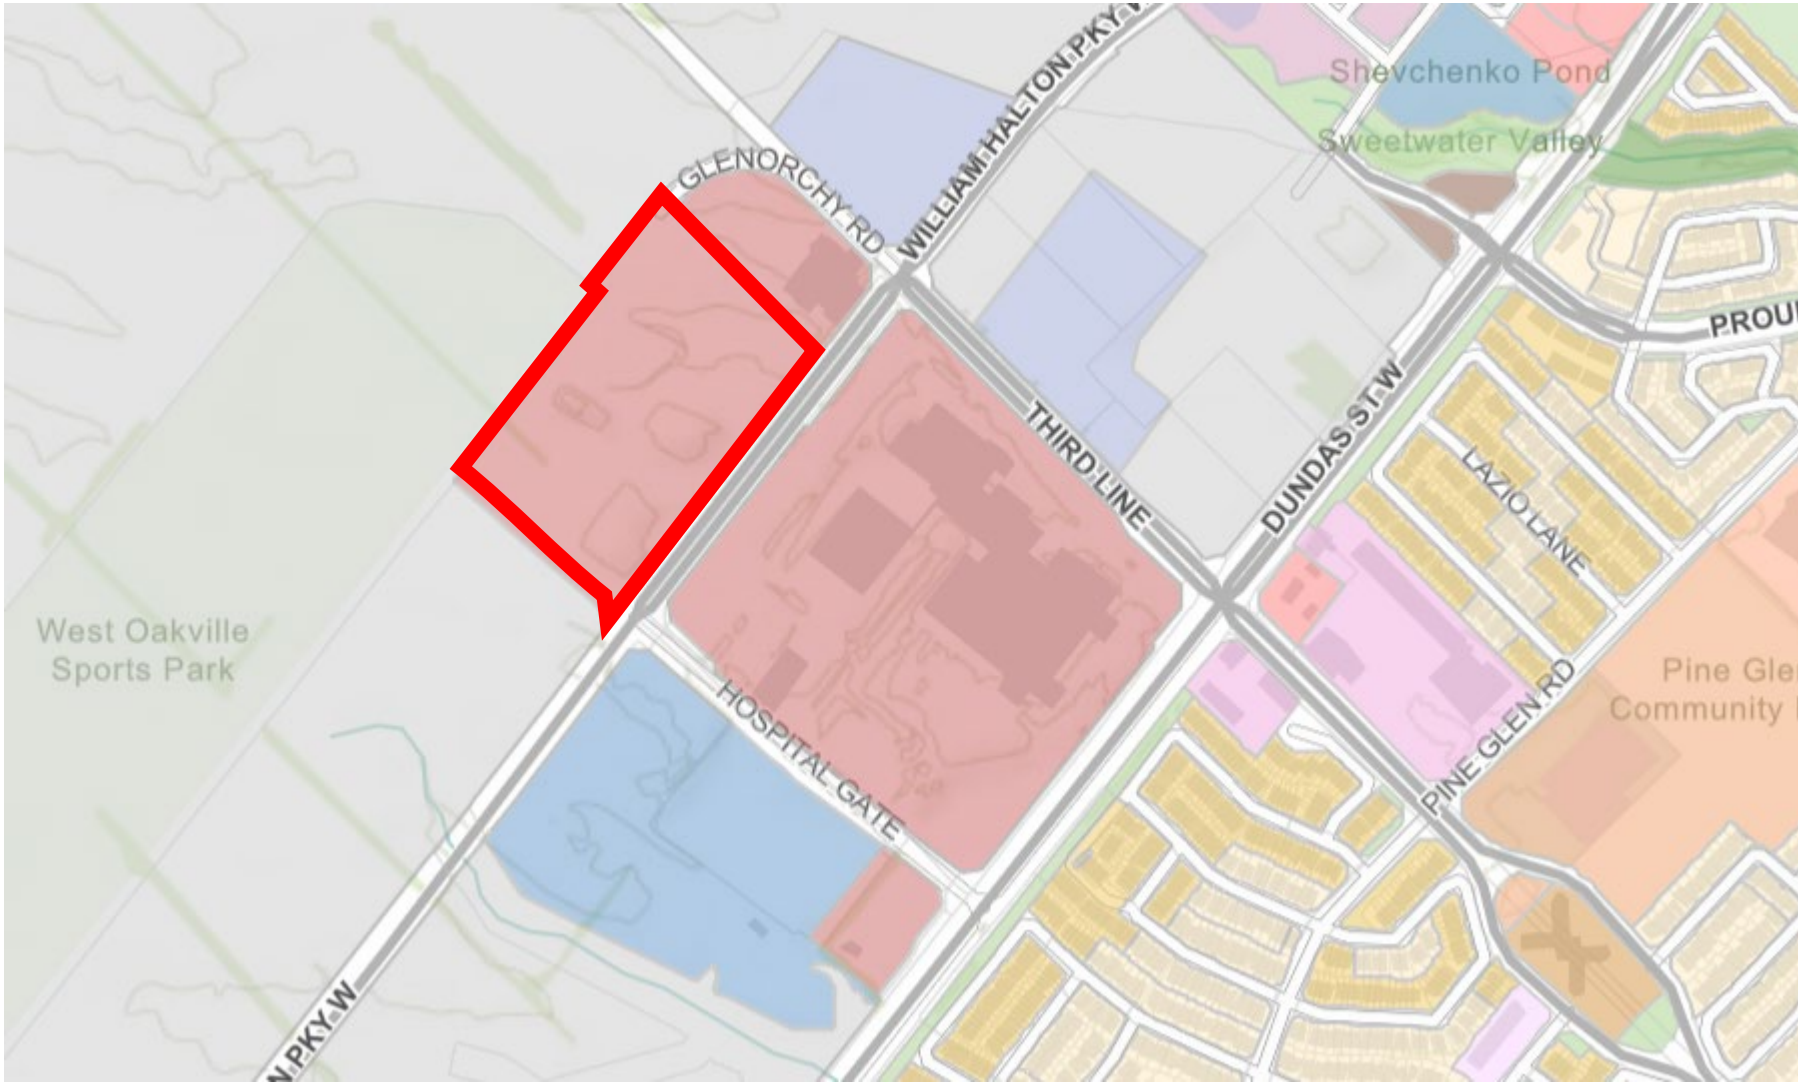 WILLIAM HALTON PKY W
Shevchenko Pond
Sweetwater Valley
GLENORCHY RD
PROU
THIRD LINE
DUNDAS ST W
LAZIO LANE
West Oakville
Sports Park
HOSPITAL GATE
PINE GLEN RD
Pine Gle
Community
N PKY W